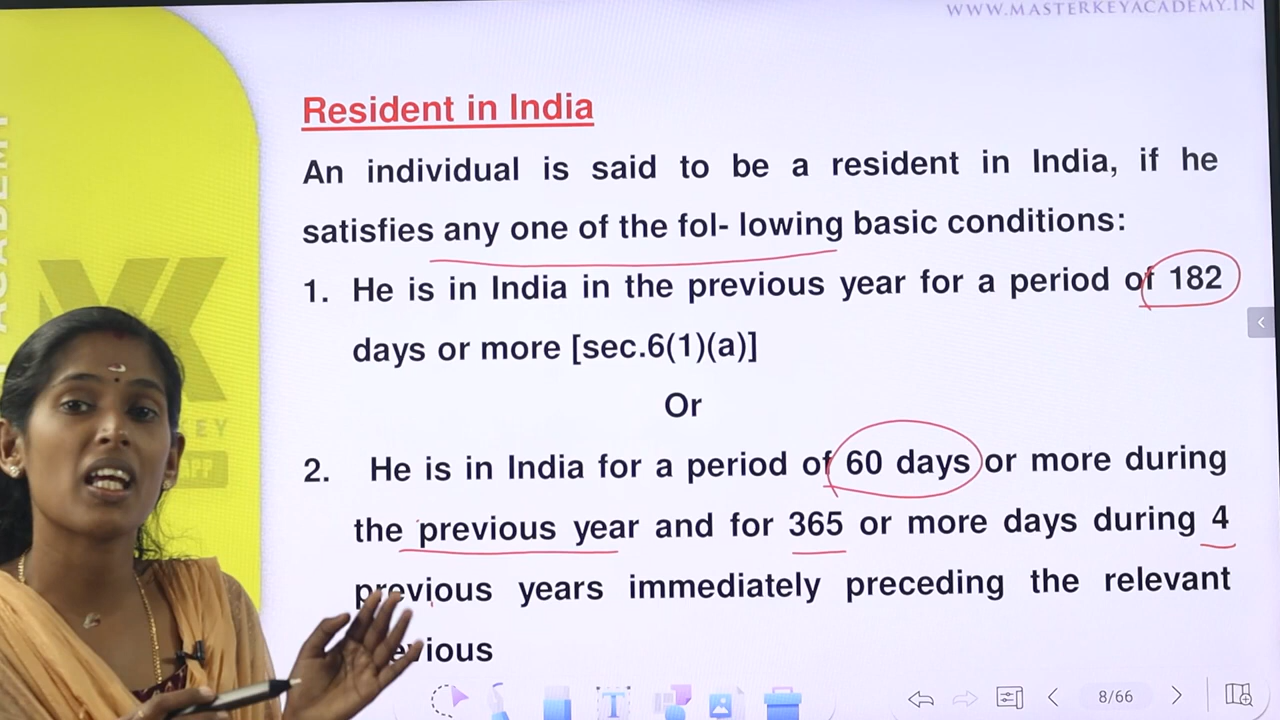 WWW.MASTERKEYACADEMY.IN
ACADEMY
Resident in India
An individual is said to be a resident in India, if he
satisfies any one of the fol- lowing basic conditions:
1. He is in India in the previous year for a period of 182
days or more [sec.6(1)(a)]
Or
2. He is in India for a period of 60 days or more during
the previous year and for 365 or more days during 4
previous years immediately preceding the relevant
8/66